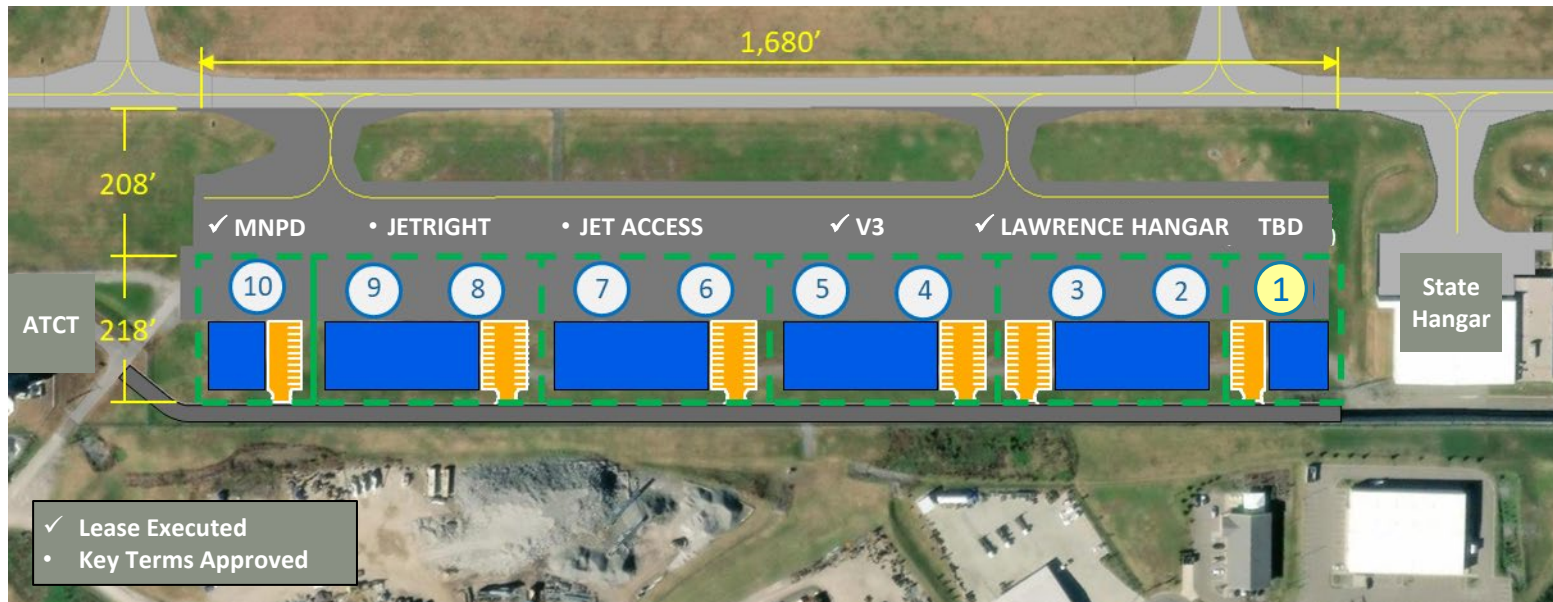 1,680’
208’
✓ MNPD
• JETRIGHT
• JET ACCESS
✓ V3
✓ LAWRENCE HANGAR
TBD
)
10
9
8
7
6
5
4
3
2
1
ATCT
218’
State
Hangar
✓ Lease Executed
• Key Terms Approved